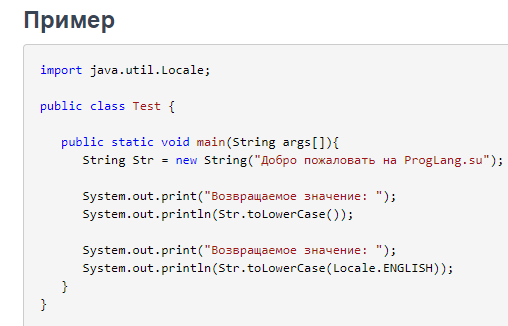 Пример
import java.util.Locale;
public class Test {
public static void main(String args[]){
String Str = new String("Добро пожаловать на ProgLang.su");
System.out.print("Возвращаемое значение: ");
System.out.println(Str.toLowerCase());
System.out.print("Возвращаемое значение: ");
System.out.println(Str.toLowerCase(Locale.ENGLISH));
}
}